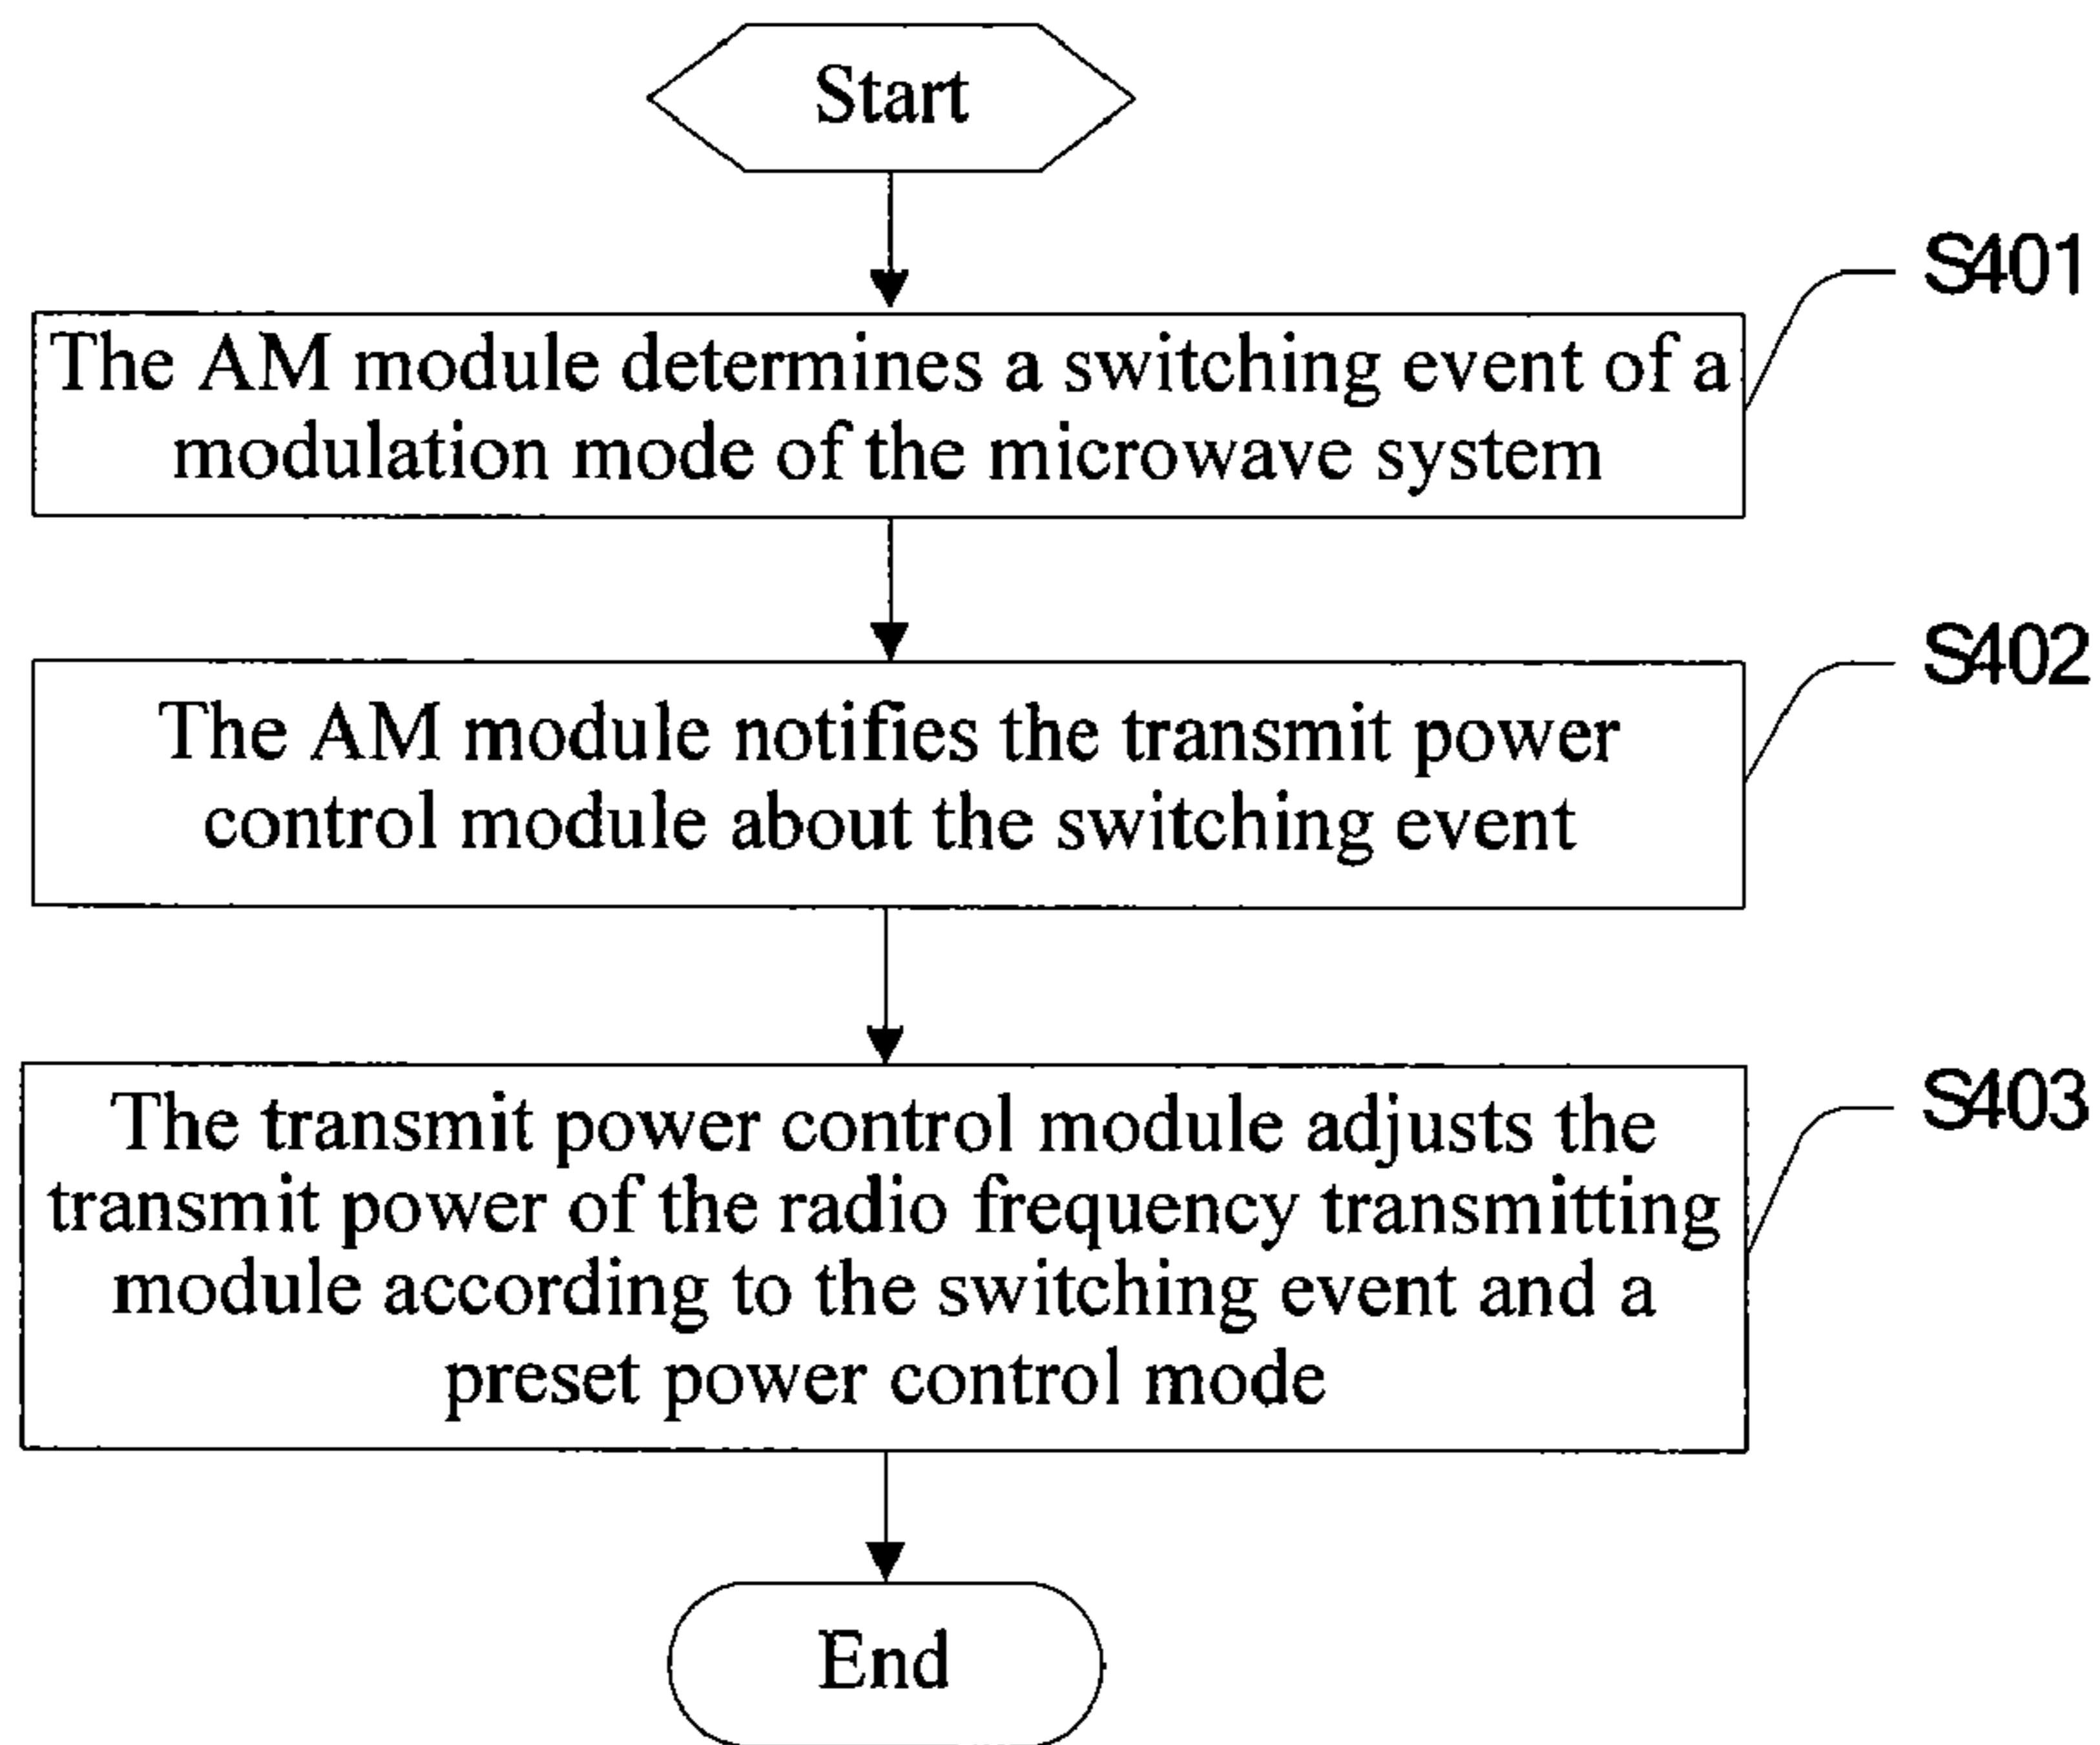 Start
S401
The AM module determines a switching event of a
modulation mode of the microwave system
S402
The AM module notifies the transmit power
control module about the switching event
S403
The transmit power control module adjusts the
transmit power of the radio frequency transmitting
module according to the switching event and a
preset power control mode
End